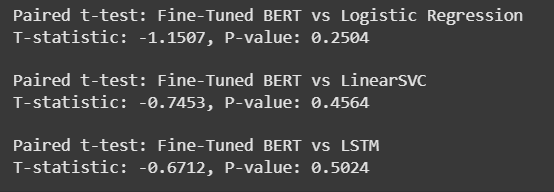 Paired t-test: Fine-Tuned BERT vs Logistic Regression
T-statistic: -1.1507, P-value: 0.2504
Paired t-test: Fine-Tuned BERT vs LinearSVC
T-statistic: -0.7453, P-value: 0.4564
Paired t-test: Fine-Tuned BERT vs LSTM
T-statistic: -0.6712, P-value: 0.5024